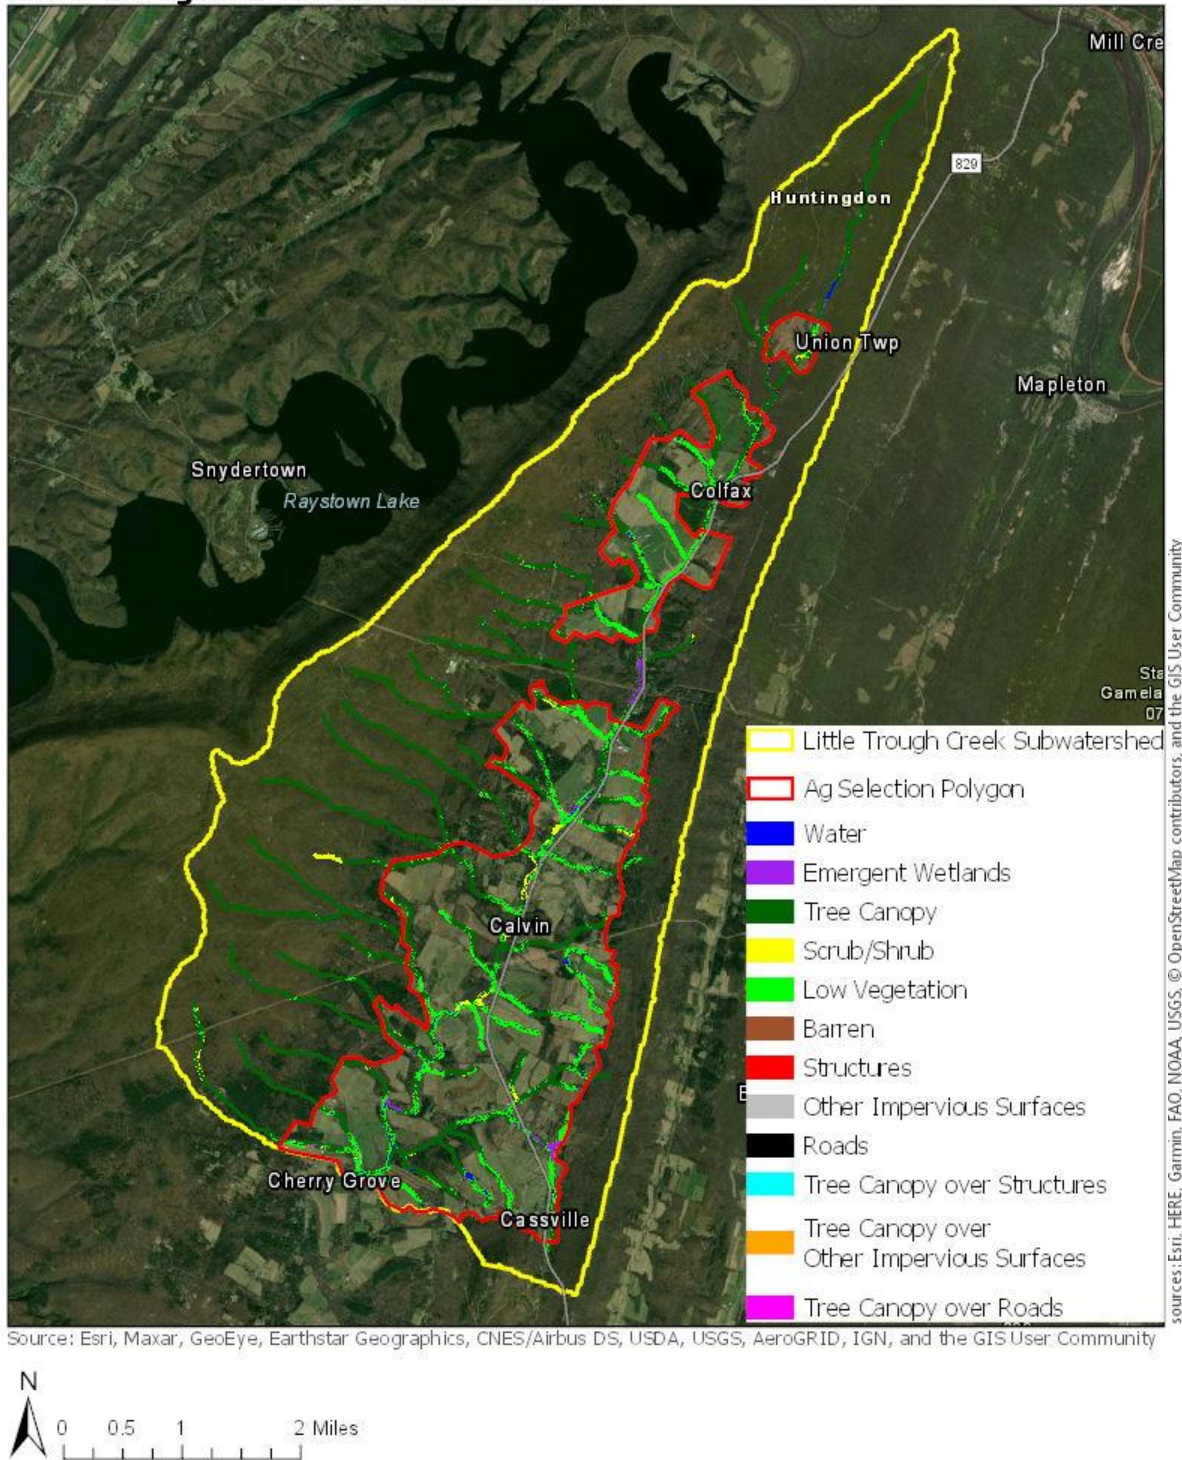 Mill Cre
829
Huntingdon
Union Twp
Mapleton
Snydertown
Raystown Lake
Colfax
Sta
Gamela
07
Calvin
Cherry Grove
Cassville
Little Trough Creek Subwatershed
Ag Selection Polygon
Water
Emergent Wetlands
Tree Canopy
Scrub/Shrub
Low Vegetation
Barren
Structures
Other Impervious Surfaces
Roads
Tree Canopy over Structures
Tree Canopy over
Other Impervious Surfaces
Tree Canopy over Roads
sources: Esri, HERE, Garmin, FAO, NOAA, USGS, © OpenStreetMap contributors, and the GIS User Community
Source: Esri, Maxar, GeoEye, Earthstar Geographics, CNES/Airbus DS, USDA, USGS, AeroGRID, IGN, and the GIS User Community
N
0 0.5 1 2 Miles